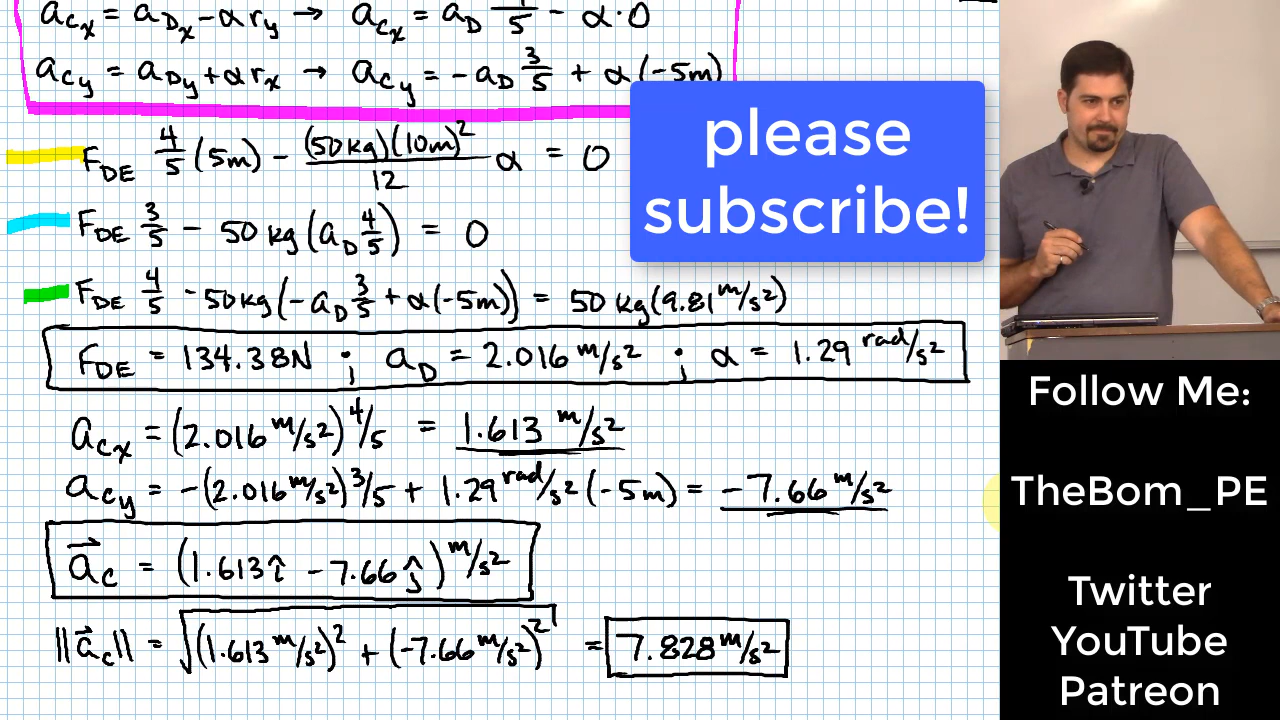 a_Cx = a_Dx - αr_y → a_Cx = a_D 4/5 - α·0
a_Cy = a_Dy + αr_x → a_Cy = -a_D 3/5 + α(-5m)
F_DE 4/5 (5m) - (50kg)(10m)²/12 α = 0
F_DE 3/5 - 50kg(a_D 4/5) = 0
F_DE 4/5 - 50kg(-a_D 3/5 + α(-5m)) = 50kg(9.81 m/s²)
F_DE = 134.38N ; a_D = 2.016 m/s² ; α = 1.29 rad/s²
a_Cx = (2.016 m/s²) 4/5 = 1.613 m/s²
a_Cy = -(2.016 m/s²) 3/5 + 1.29 rad/s² (-5m) = -7.66 m/s²
a⃗_C = (1.613 î - 7.66 ĵ) m/s²
||a⃗_C|| = √((1.613 m/s²)² + (-7.66 m/s²)²) = 7.828 m/s²
please
subscribe!
Follow Me:
TheBom_PE
Twitter
YouTube
Patreon